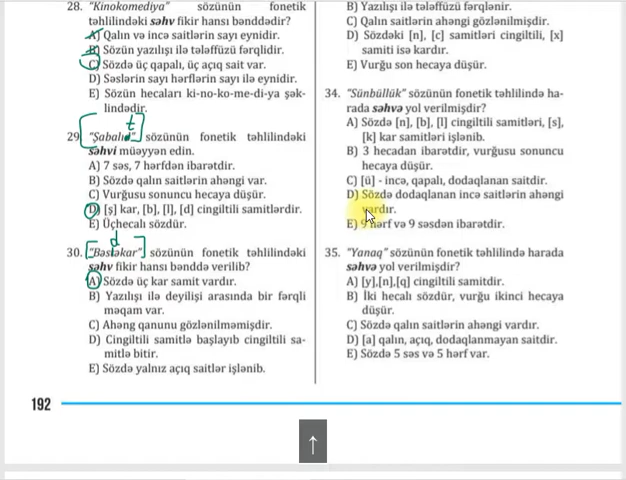 28. "Kinokomediya" sözünün fonetik
təhlilindəki səhv fikir hansı bənddədir?
A) Qalın və incə saitlərin sayı eynidir.
B) Sözün yazılışı ilə tələffüzü fərqlidir.
C) Sözdə üç qapalı, üç açıq sait var.
D) Səslərin sayı hərflərin sayı ilə eynidir.
E) Sözün hecaları ki-no-ko-me-di-ya şək-
lindədir.
t
29. "Şabalıd" sözünün fonetik təhlilindəki
səhvi müəyyən edin.
A) 7 səs, 7 hərfdən ibarətdir.
B) Sözdə qalın saitlərin ahəngi var.
C) Vurğusu sonuncu hecaya düşür.
D) [ş] kar, [b], [l], [d] cingiltili samitlərdir.
E) Üçhecalı sözdür.
d
30. "Bəstəkar" sözünün fonetik təhlilindəki
səhv fikir hansı bənddə verilib?
A) Sözdə üç kar samit vardır.
B) Yazılışı ilə deyilişi arasında bir fərqli
məqam var.
C) Ahəng qanunu gözlənilməmişdir.
D) Cingiltili samitlə başlayıb cingiltili sa-
mitlə bitir.
E) Sözdə yalnız açıq saitlər işlənib.
B) Yazılışı ilə tələffüzü fərqlənir.
C) Qalın saitlərin ahəngi gözlənilmişdir.
D) Sözdəki [n], [c] samitləri cingiltili, [x]
samiti isə kardır.
E) Vurğu son hecaya düşür.
34. "Sünbüllük" sözünün fonetik təhlilində ha-
rada səhvə yol verilmişdir?
A) Sözdə [n], [b], [l] cingiltili samitləri, [s],
[k] kar samitləri işlənib.
B) 3 hecadan ibarətdir, vurğusu sonuncu
hecaya düşür.
C) [ü] - incə, qapalı, dodaqlanan saitdir.
D) Sözdə dodaqlanan incə saitlərin ahəngi
vardır.
E) 9 hərf və 9 səsdən ibarətdir.
35. "Yanaq" sözünün fonetik təhlilində harada
səhvə yol verilmişdir?
A) [y],[n],[q] cingiltili samitdir.
B) İki hecalı sözdür, vurğu ikinci hecaya
düşür.
C) Sözdə qalın saitlərin ahəngi vardır.
D) [a] qalın, açıq, dodaqlanmayan saitdir.
E) Sözdə 5 səs və 5 hərf var.
192